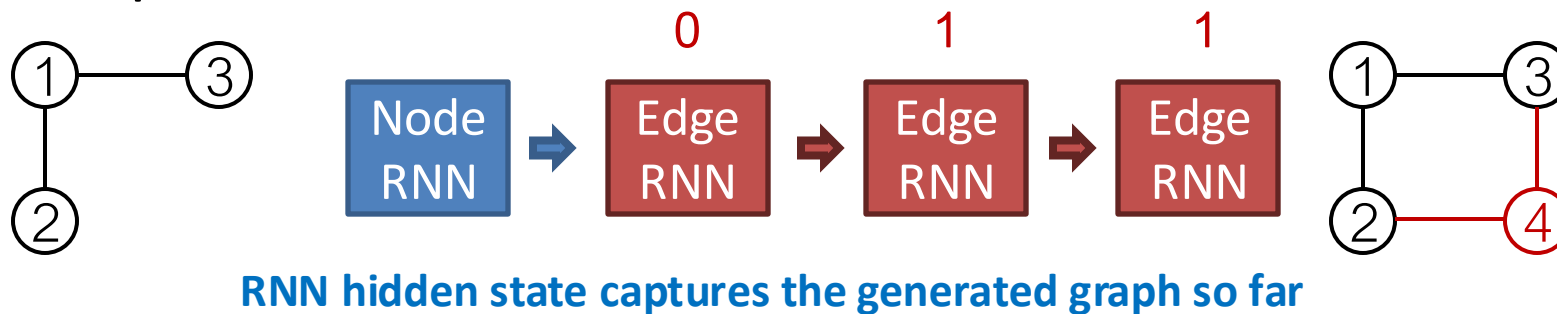 0 1 1
1 3 1 3
Node Edge Edge Edge
RNN RNN RNN RNN
2 2 4
RNN hidden state captures the generated graph so far